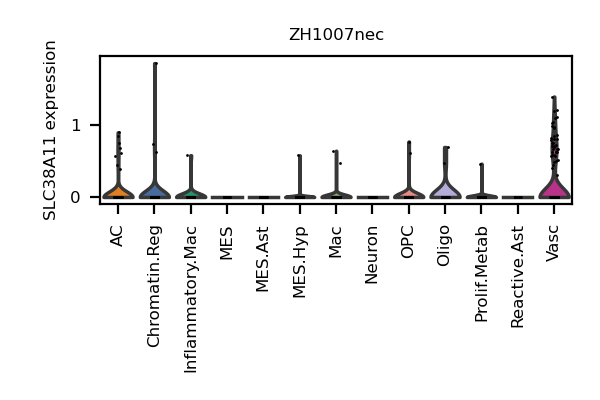 ZH1007nec
SLC38A11 expression
1
0
AC
Chromatin.Reg
Inflammatory.Mac
MES
MES.Ast
MES.Hyp
Mac
Neuron
OPC
Oligo
Prolif.Metab
Reactive.Ast
Vasc